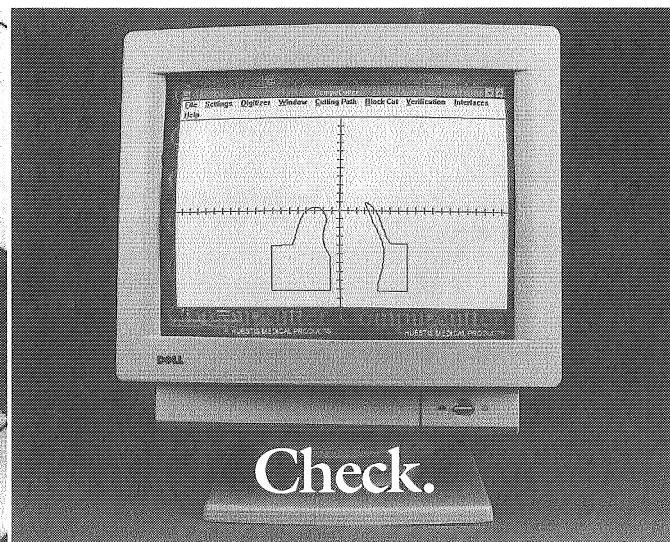 File Settings Digitizer Window Cutting Path Block Cut Verification Interfaces
Help
HUESTIS MEDICAL PRODUCTS HUESTIS MEDICAL PRODUCTS
DELL
Check.